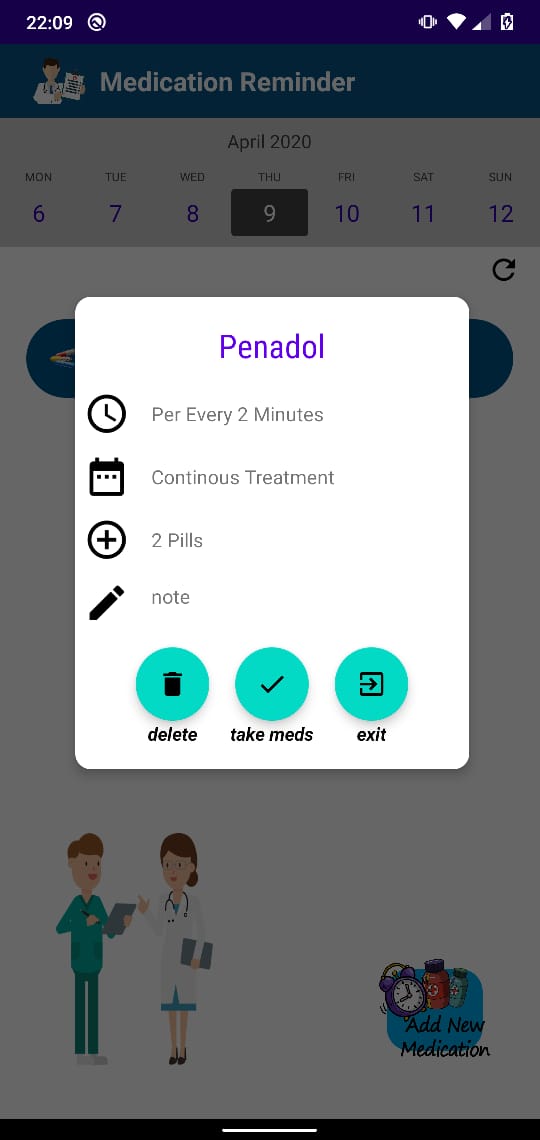 22:09
Medication Reminder
April 2020
MON TUE WED THU FRI SAT SUN
6 7 8 9 10 11 12
Penadol
Per Every 2 Minutes
Continous Treatment
2 Pills
note
delete take meds exit
Add New
Medication